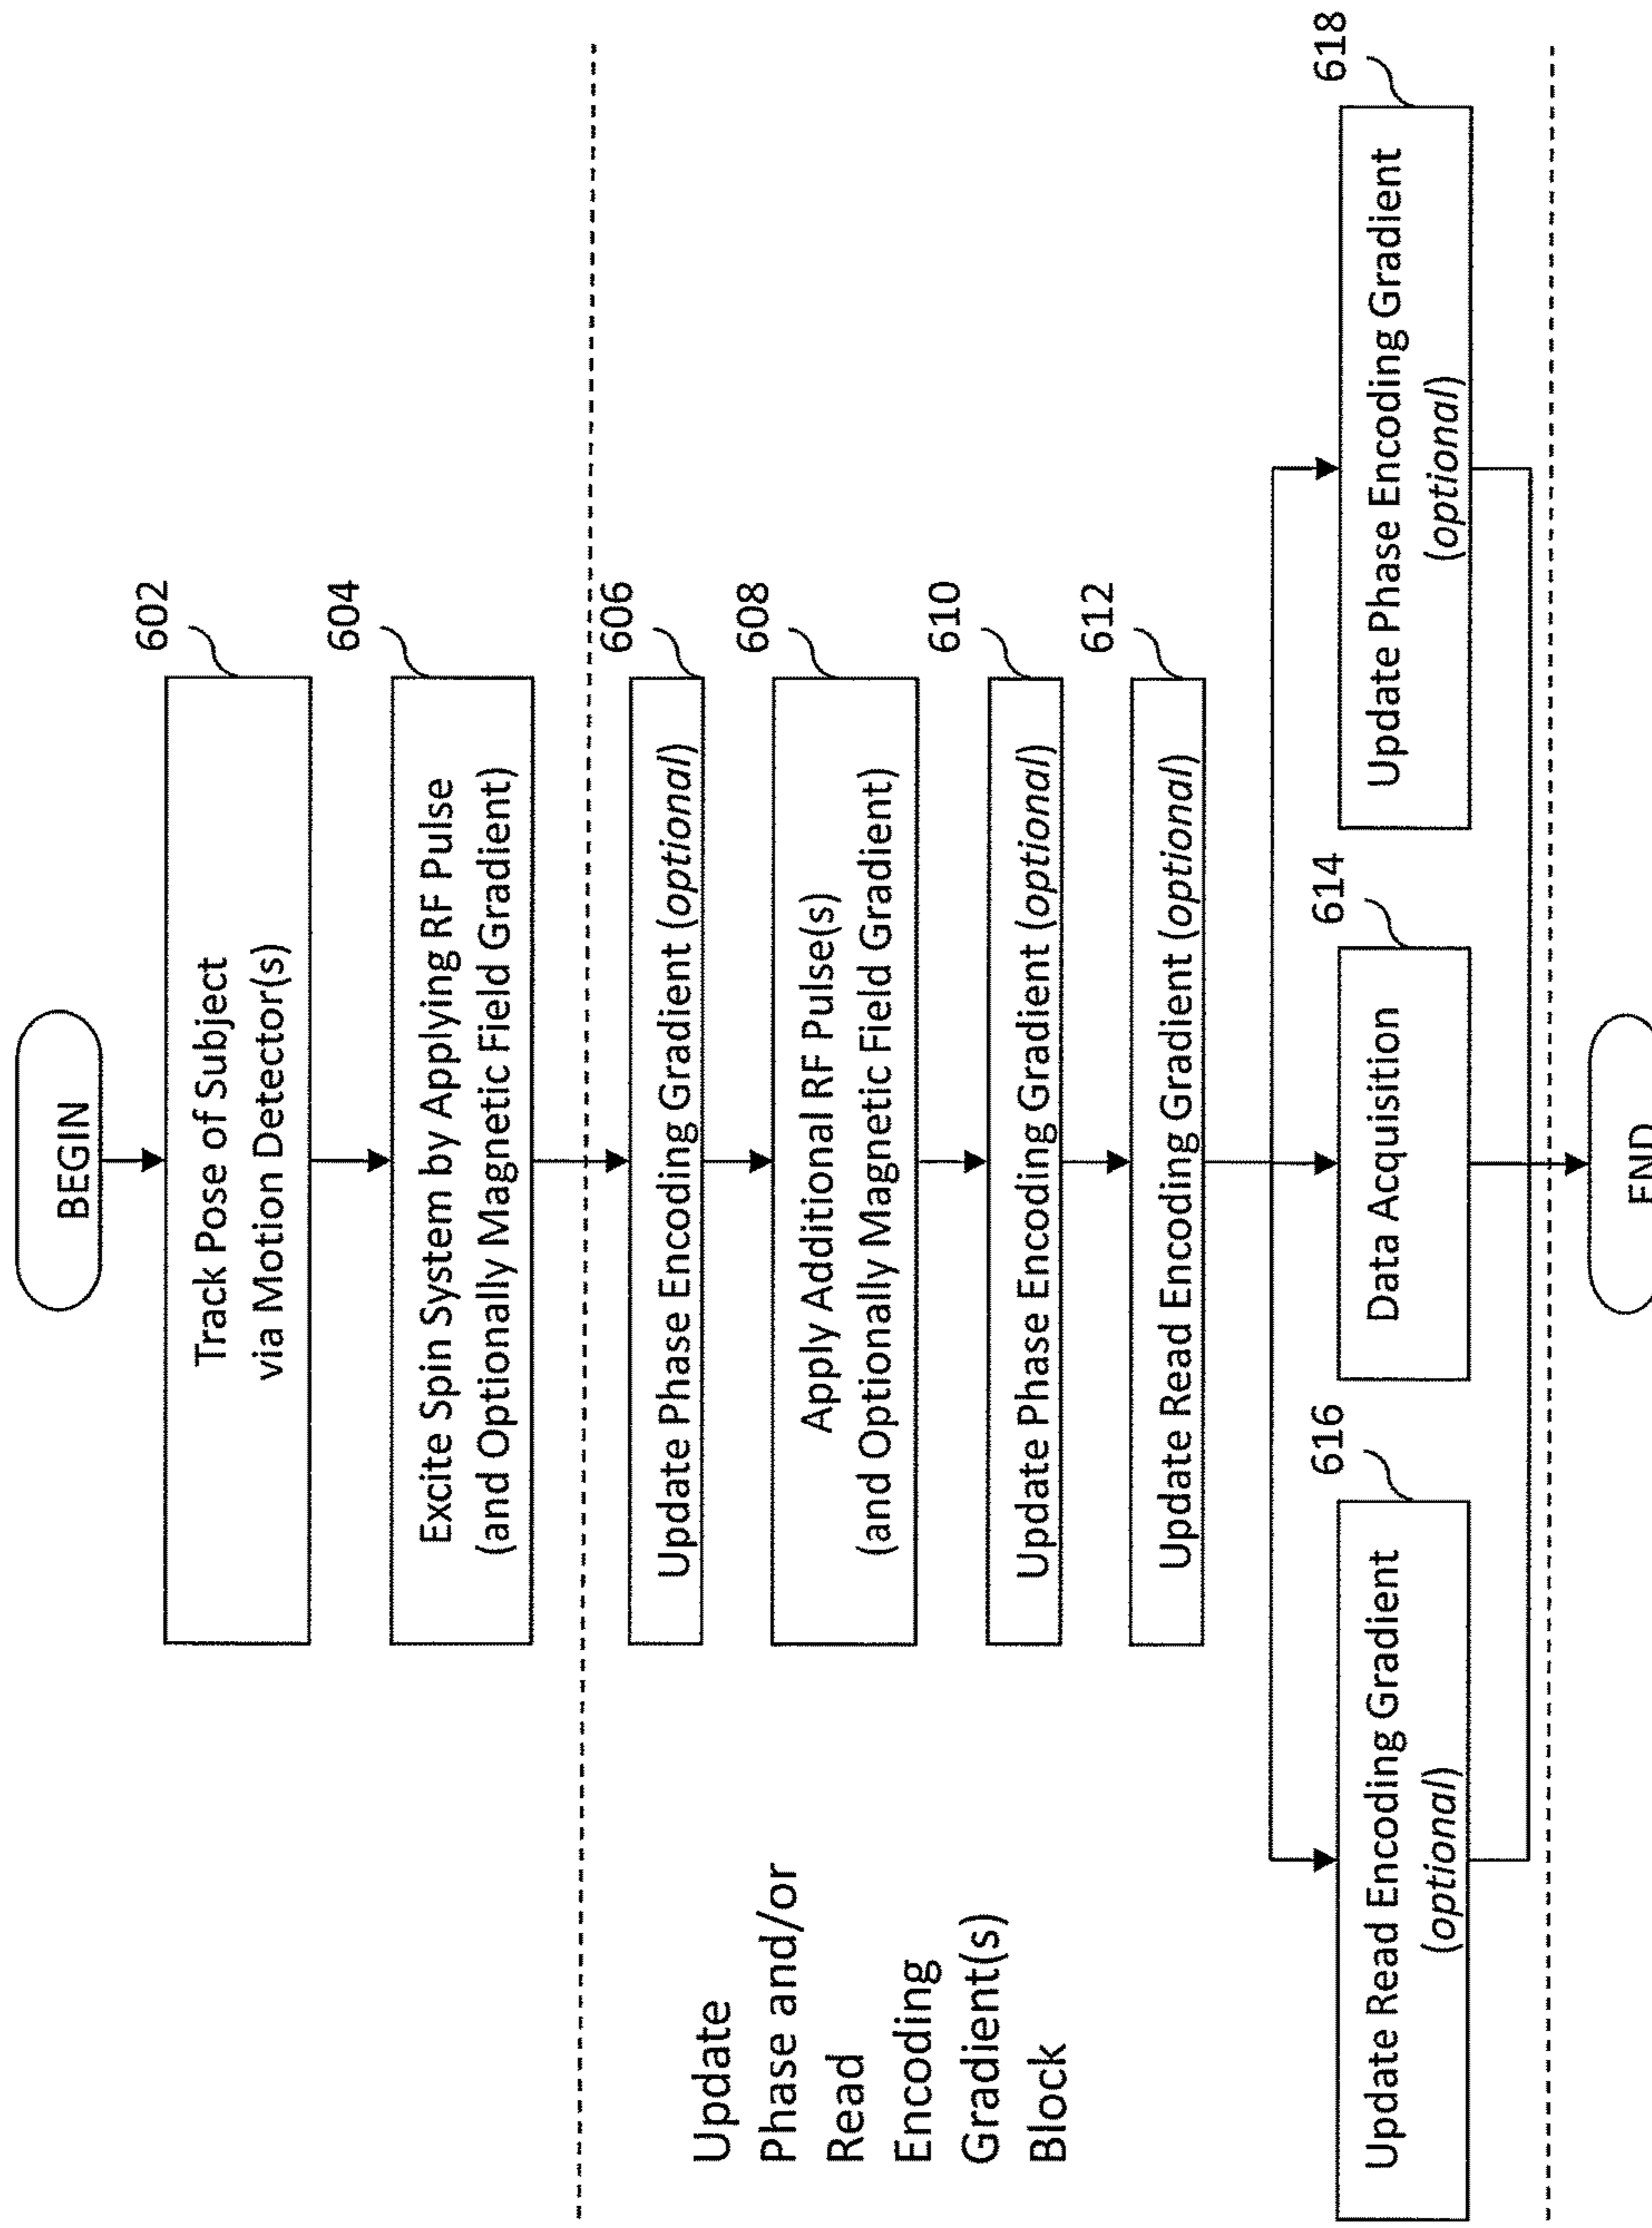 BEGIN
602
Track Pose of Subject
via Motion Detector(s)
604
Excite Spin System by Applying RF Pulse
(and Optionally Magnetic Field Gradient)
606
Update Phase Encoding Gradient (optional)
Update
Phase and/or
Read
Encoding
Gradient(s)
Block
608
Apply Additional RF Pulse(s)
(and Optionally Magnetic Field Gradient)
610
Update Phase Encoding Gradient (optional)
612
Update Read Encoding Gradient (optional)
616
Update Read Encoding Gradient
(optional)
614
Data Acquisition
618
Update Phase Encoding Gradient
(optional)
END